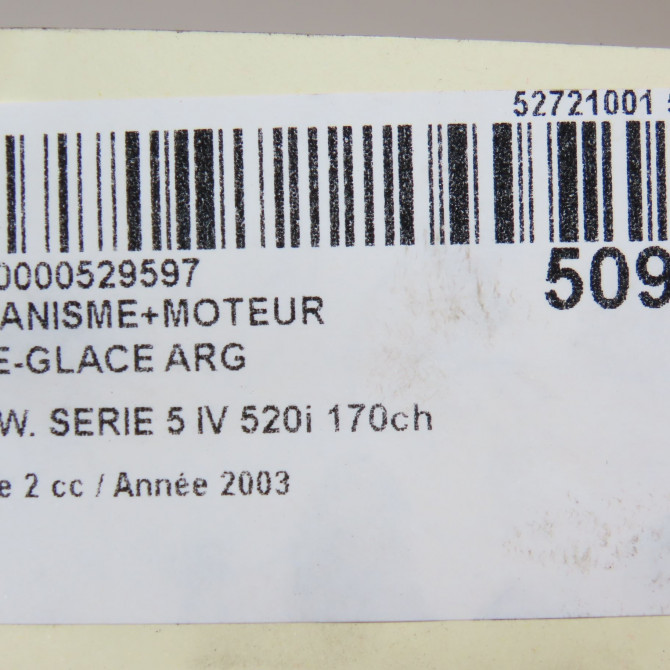 52721001
0000529597
509
ANISME+MOTEUR
E-GLACE ARG
W. SERIE 5 IV 520i 170ch
e 2 cc / Année 2003